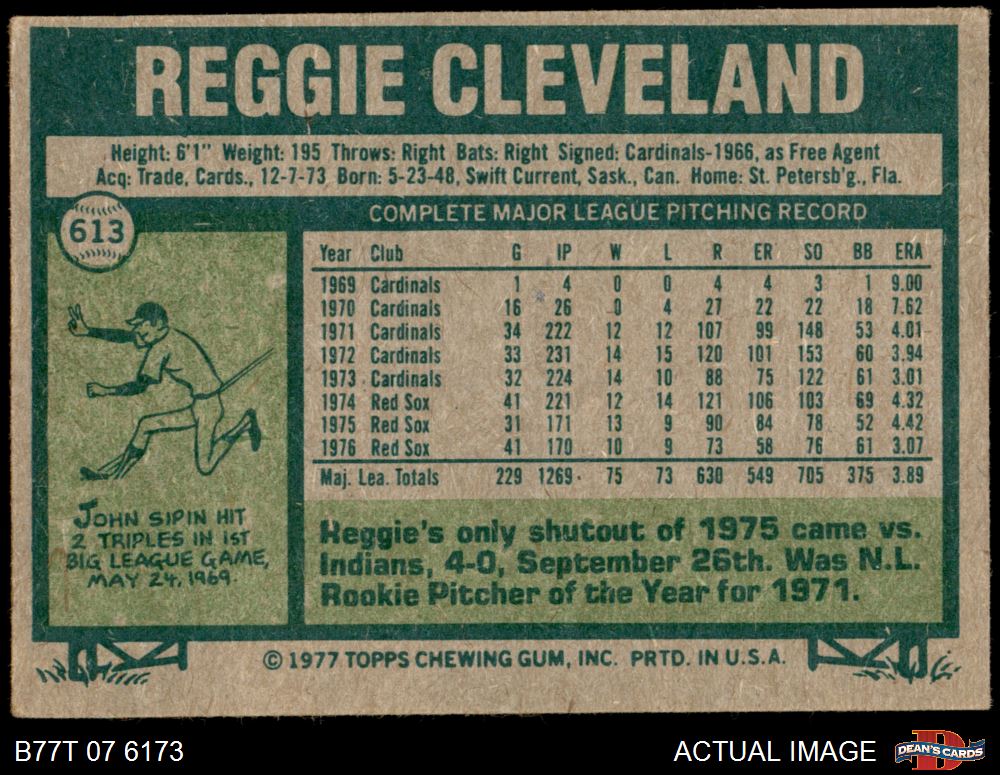 REGGIE CLEVELAND
Height: 6'1" Weight: 195 Throws: Right Bats: Right Signed: Cardinals-1966, as Free Agent
Acq: Trade, Cards., 12-7-73 Born: 5-23-48, Swift Current, Sask., Can. Home: St. Petersb'g., Fla.
613
COMPLETE MAJOR LEAGUE PITCHING RECORD
Year Club G IP W L R ER SO BB ERA
1969 Cardinals 1 4 0 0 4 4 3 1 9.00
1970 Cardinals 16 26 0 4 27 22 22 18 7.62
1971 Cardinals 34 222 12 12 107 99 148 53 4.01
1972 Cardinals 33 231 14 15 120 101 153 60 3.94
1973 Cardinals 32 224 14 10 88 75 122 61 3.01
1974 Red Sox 41 221 12 14 121 106 103 69 4.32
1975 Red Sox 31 171 13 9 90 84 78 52 4.42
1976 Red Sox 41 170 10 9 73 58 76 61 3.07
Maj. Lea. Totals 229 1269 75 73 630 549 705 375 3.89
JOHN SIPIN HIT
2 TRIPLES IN 1ST
BIG LEAGUE GAME,
MAY 24, 1969.
Reggie's only shutout of 1975 came vs.
Indians, 4-0, September 26th. Was N.L.
Rookie Pitcher of the Year for 1971.
© 1977 TOPPS CHEWING GUM, INC. PRTD. IN U.S.A.
B77T 07 6173
ACTUAL IMAGE
DEAN'S CARDS